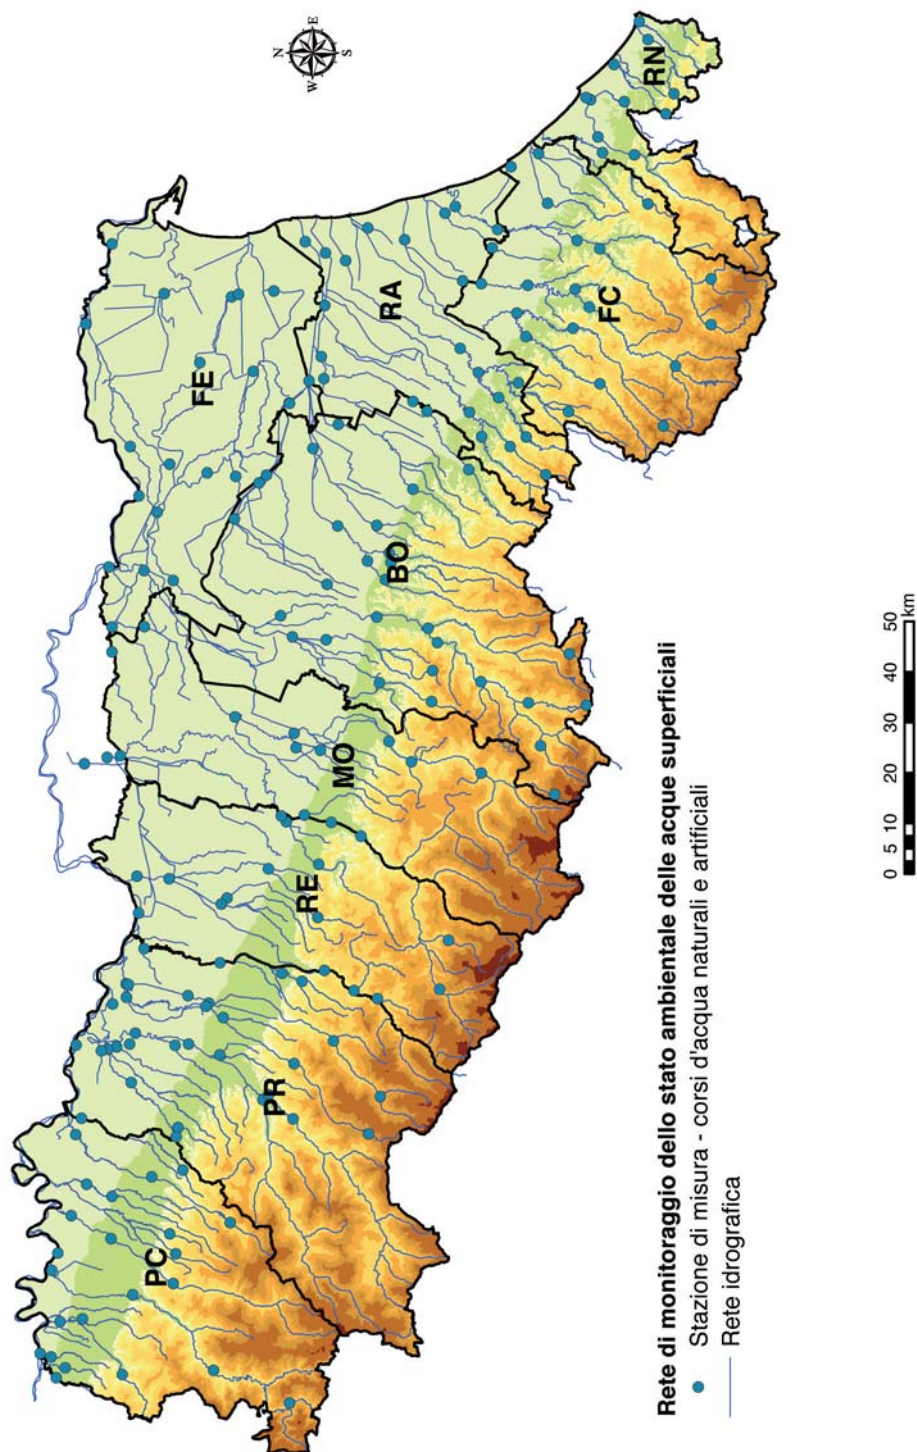 N
W E
S
PC
PR
RE
MO
BO
FE
RA
FC
RN
Rete di monitoraggio dello stato ambientale delle acque superficiali
Stazione di misura - corsi d'acqua naturali e artificiali
Rete idrografica
0 5 10 20 30 40 50
km